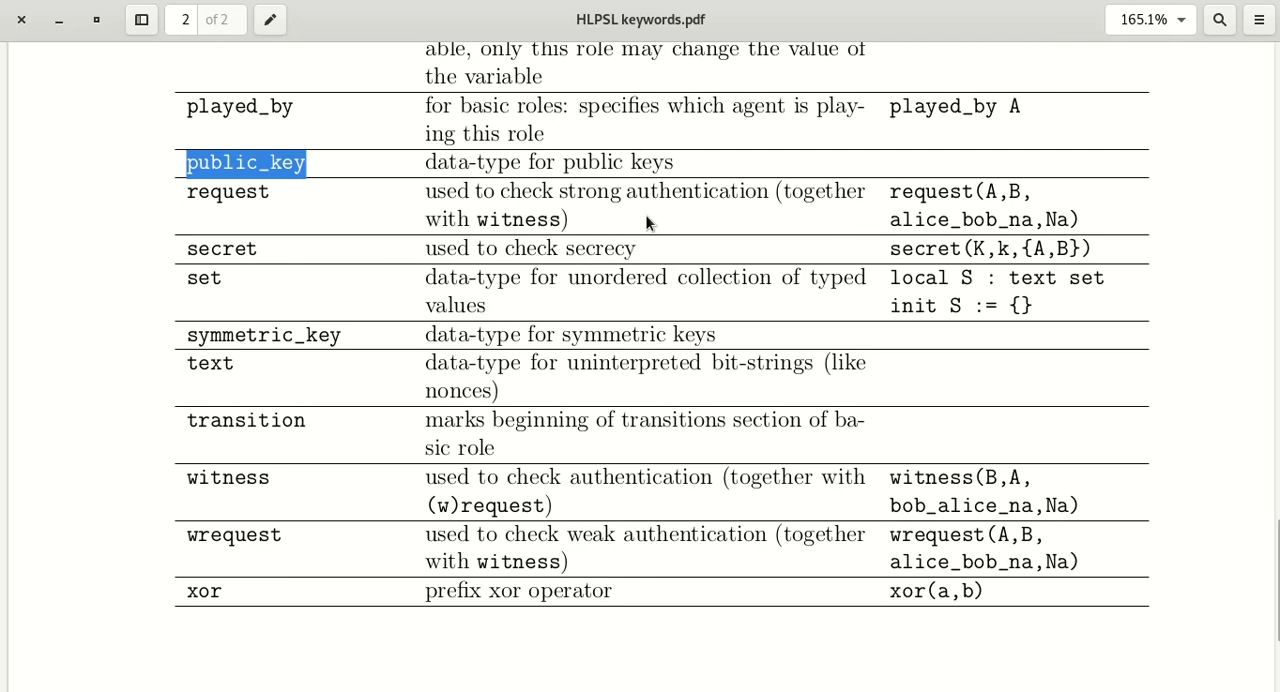 2 of 2
HLPSL keywords.pdf
165.1%
able, only this role may change the value of
the variable
played_by for basic roles: specifies which agent is play- played_by A
ing this role
public_key data-type for public keys
request used to check strong authentication (together request(A,B,
with witness) alice_bob_na,Na)
secret used to check secrecy secret(K,k,{A,B})
set data-type for unordered collection of typed local S : text set
values init S := {}
symmetric_key data-type for symmetric keys
text data-type for uninterpreted bit-strings (like
nonces)
transition marks beginning of transitions section of ba-
sic role
witness used to check authentication (together with witness(B,A,
(w)request) bob_alice_na,Na)
wrequest used to check weak authentication (together wrequest(A,B,
with witness) alice_bob_na,Na)
xor prefix xor operator xor(a,b)